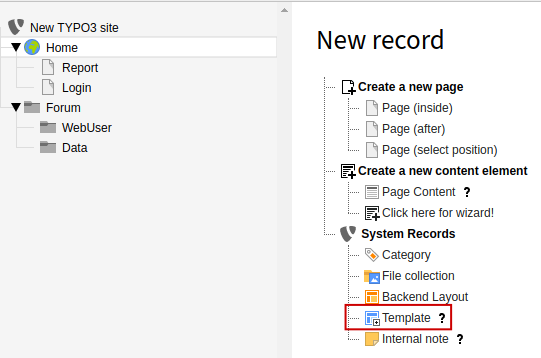 New TYPO3 site
Home
Report
Login
Forum
WebUser
Data
New record
Create a new page
Page (inside)
Page (after)
Page (select position)
Create a new content element
Page Content ?
Click here for wizard!
System Records
Category
File collection
Backend Layout
Template ?
Internal note ?